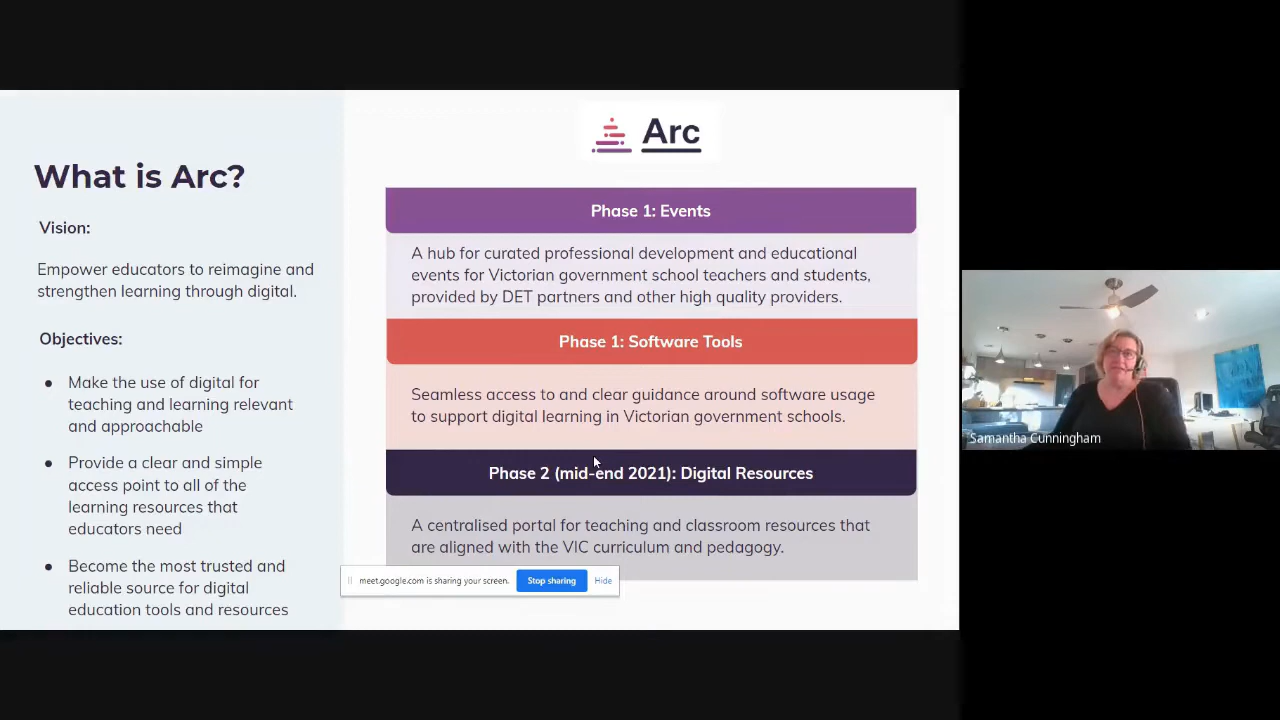 What is Arc?
Vision:
Empower educators to reimagine and
strengthen learning through digital.
Objectives:
● Make the use of digital for
teaching and learning relevant
and approachable
● Provide a clear and simple
access point to all of the
learning resources that
educators need
● Become the most trusted and
reliable source for digital
education tools and resources
Arc
Phase 1: Events
A hub for curated professional development and educational
events for Victorian government school teachers and students,
provided by DET partners and other high quality providers.
Phase 1: Software Tools
Seamless access to and clear guidance around software usage
to support digital learning in Victorian government schools.
Phase 2 (mid-end 2021): Digital Resources
A centralised portal for teaching and classroom resources that
are aligned with the VIC curriculum and pedagogy.
meet.google.com is sharing your screen. Stop sharing Hide
Samantha Cunningham